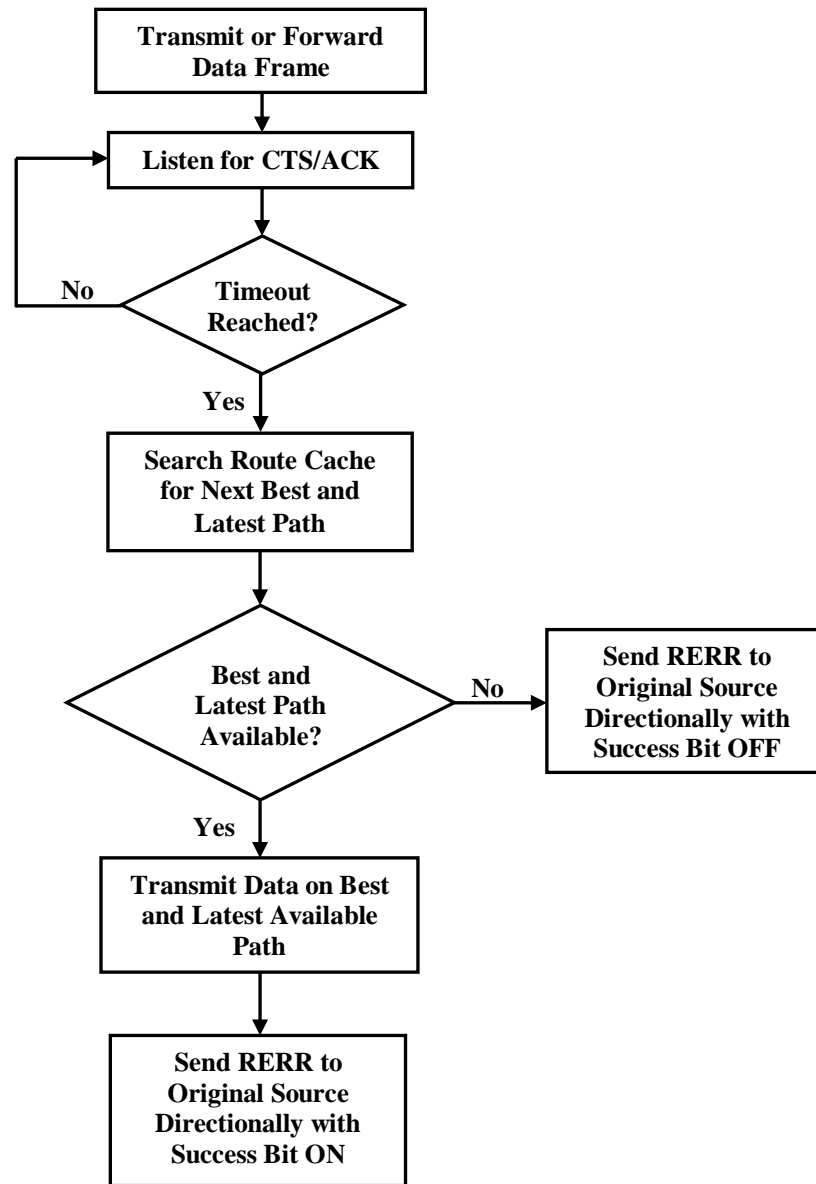 Transmit or Forward
Data Frame
Listen for CTS/ACK
No
Timeout
Reached?
Yes
Search Route Cache
for Next Best and
Latest Path
Best and
Latest Path
Available?
No
Send RERR to
Original Source
Directionally with
Success Bit OFF
Yes
Transmit Data on Best
and Latest Available
Path
Send RERR to
Original Source
Directionally with
Success Bit ON